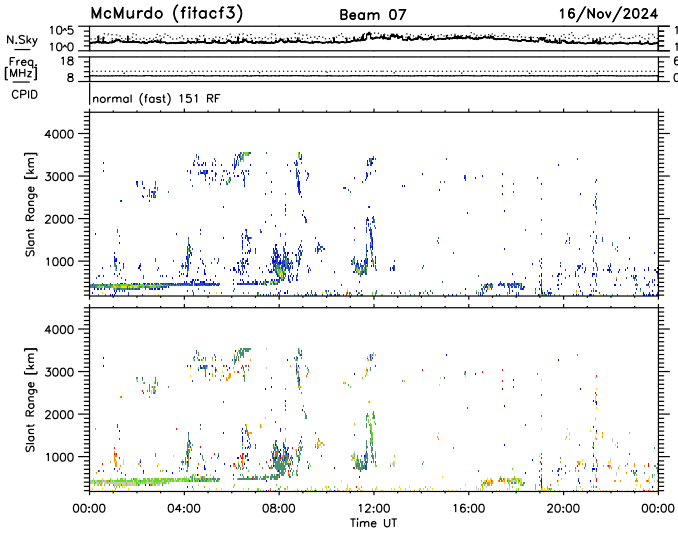 McMurdo (fitacf3) Beam 07 16/Nov/2024
N.Sky 10^5 10^0 1 1
Freq. [MHz] 18 8 6 0
CPID normal (fast) 151 RF
Slant Range [km] 4000 3000 2000 1000
Slant Range [km] 4000 3000 2000 1000
00:00 04:00 08:00 12:00 16:00 20:00 00:00
Time UT